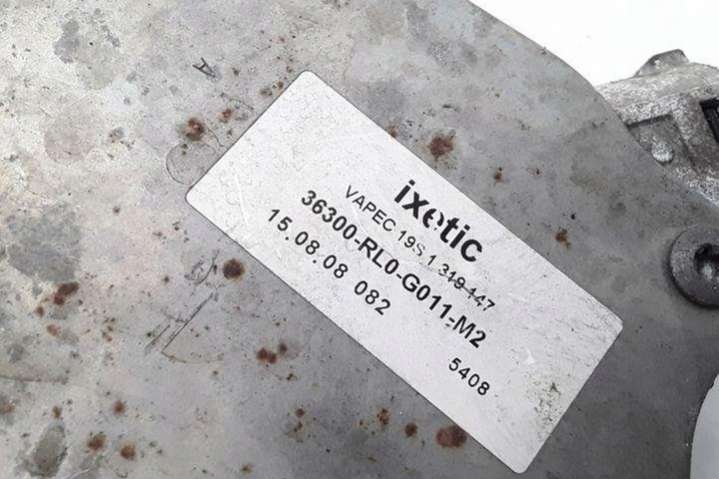 ixetic
VAPEC 19S 1 319 147
36300-RL0-G011-M2
15.08.08 082
5408